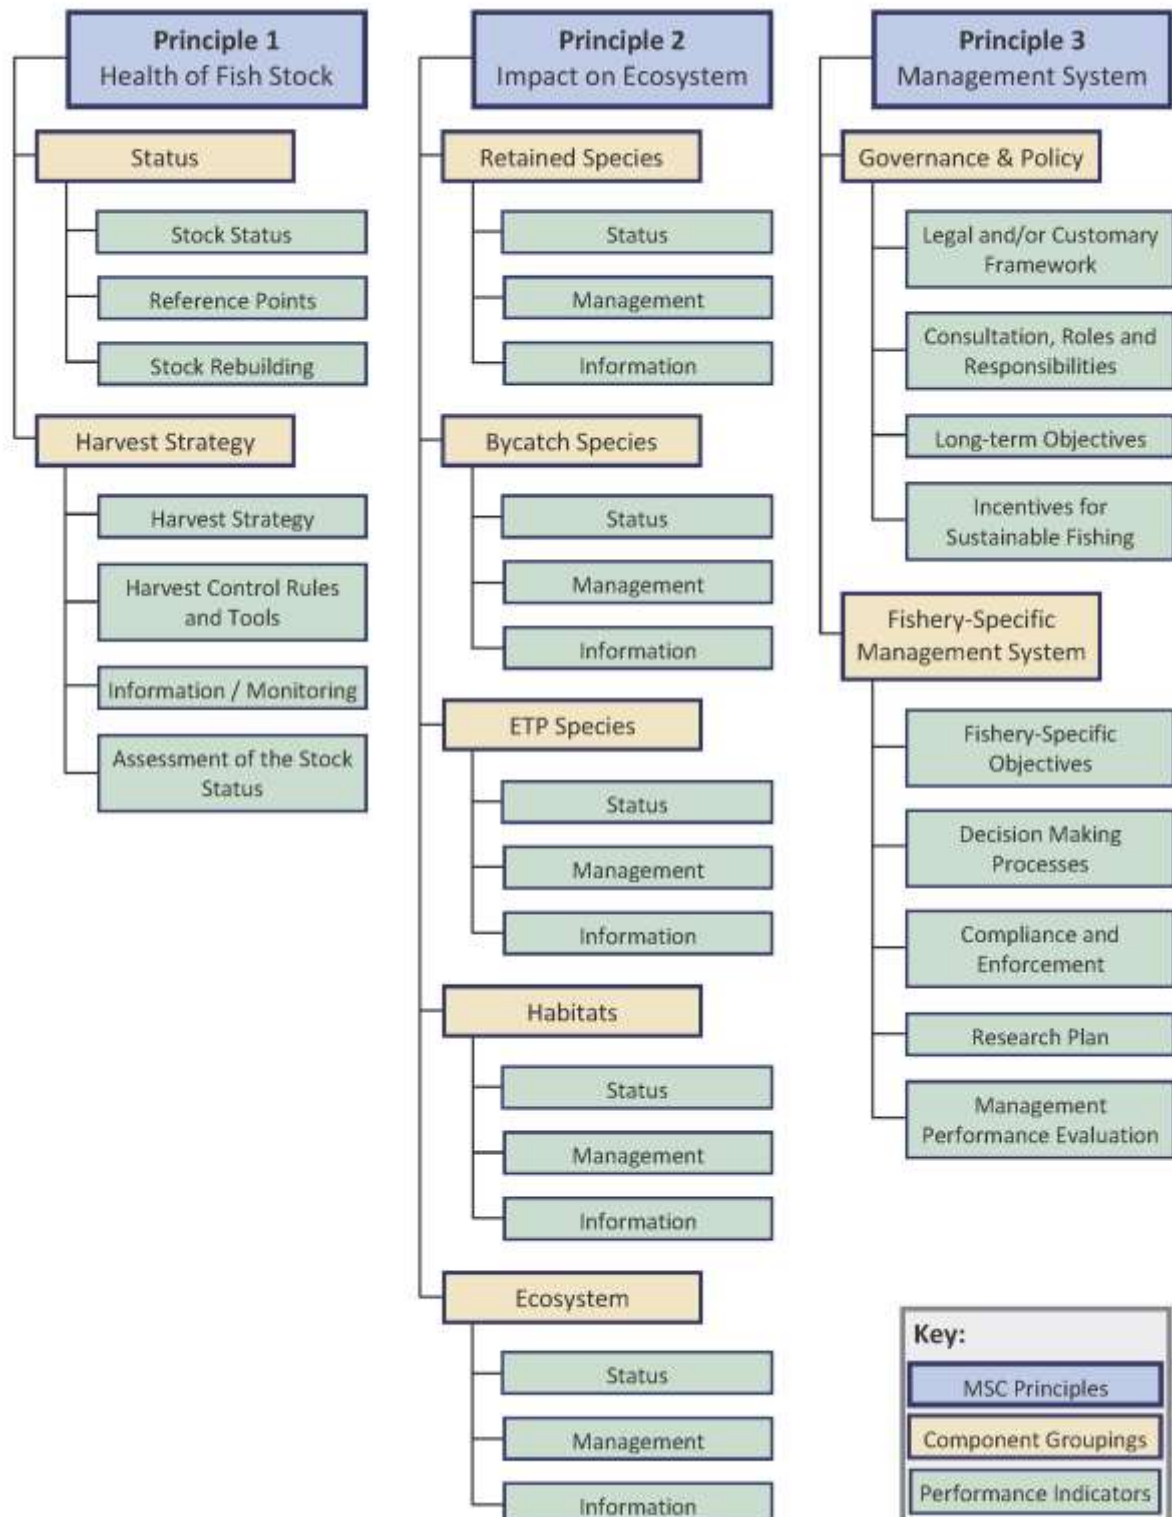 Principle 1
Health of Fish Stock
Status
Stock Status
Reference Points
Stock Rebuilding
Harvest Strategy
Harvest Strategy
Harvest Control Rules
and Tools
Information / Monitoring
Assessment of the Stock
Status
Principle 2
Impact on Ecosystem
Retained Species
Status
Management
Information
Bycatch Species
Status
Management
Information
ETP Species
Status
Management
Information
Habitats
Status
Management
Information
Ecosystem
Status
Management
Information
Principle 3
Management System
Governance & Policy
Legal and/or Customary
Framework
Consultation, Roles and
Responsibilities
Long-term Objectives
Incentives for
Sustainable Fishing
Fishery-Specific
Management System
Fishery-Specific
Objectives
Decision Making
Processes
Compliance and
Enforcement
Research Plan
Management
Performance Evaluation
Key:
MSC Principles
Component Groupings
Performance Indicators